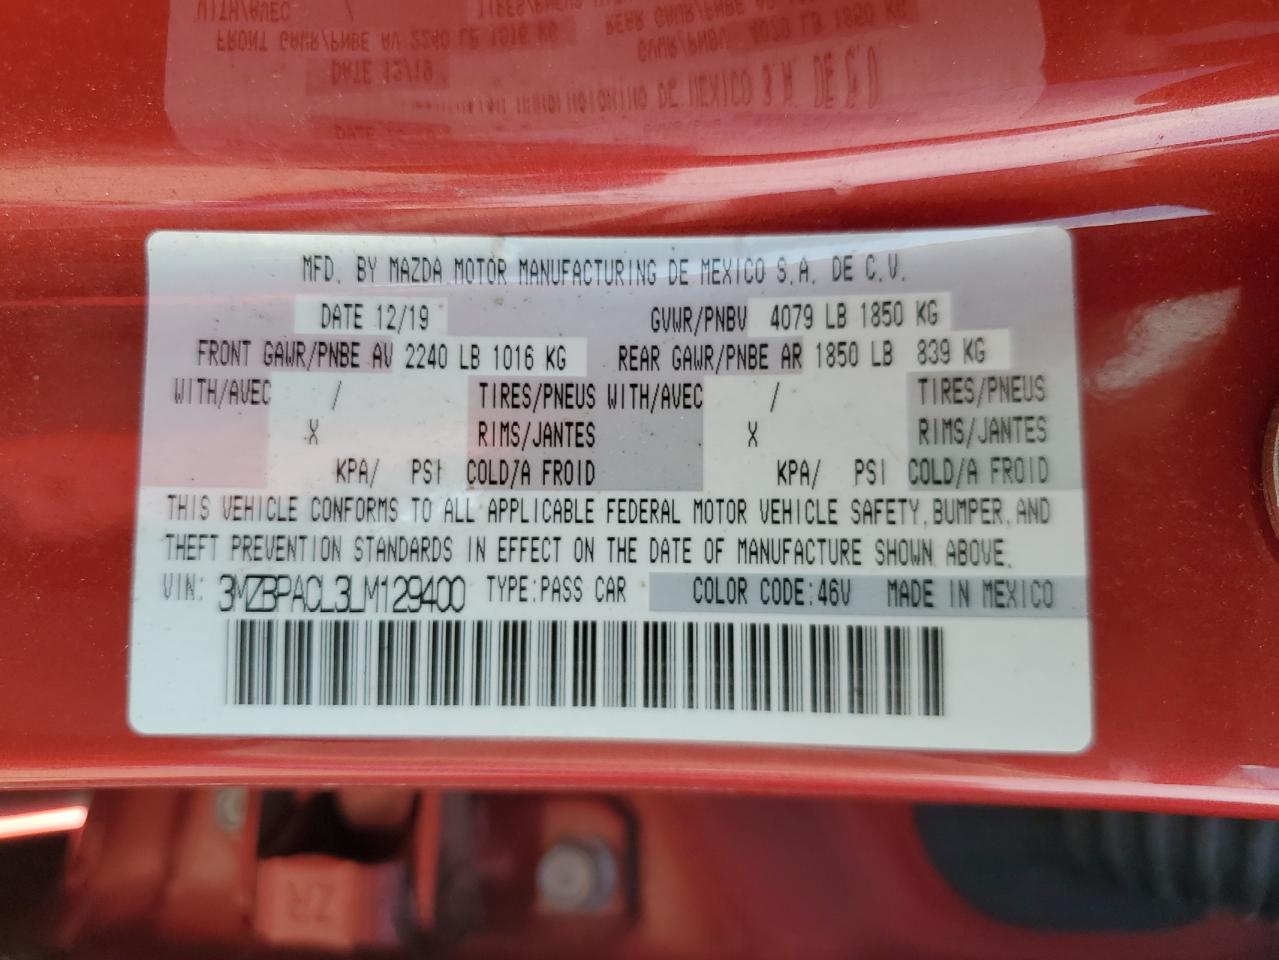 MFD. BY MAZDA MOTOR MANUFACTURING DE MEXICO S.A. DE C.V.
DATE 12/19 GVWR/PNBV 4079 LB 1850 KG
FRONT GAWR/PNBE AV 2240 LB 1016 KG REAR GAWR/PNBE AR 1850 LB 839 KG
WITH/AVEC / TIRES/PNEUS WITH/AVEC / TIRES/PNEUS
X RIMS/JANTES X RIMS/JANTES
KPA/ PSI COLD/A FROID KPA/ PSI COLD/A FROID
THIS VEHICLE CONFORMS TO ALL APPLICABLE FEDERAL MOTOR VEHICLE SAFETY, BUMPER, AND
THEFT PREVENTION STANDARDS IN EFFECT ON THE DATE OF MANUFACTURE SHOWN ABOVE.
VIN: 3MZBPACL3LM129400 TYPE:PASS CAR COLOR CODE:46V MADE IN MEXICO